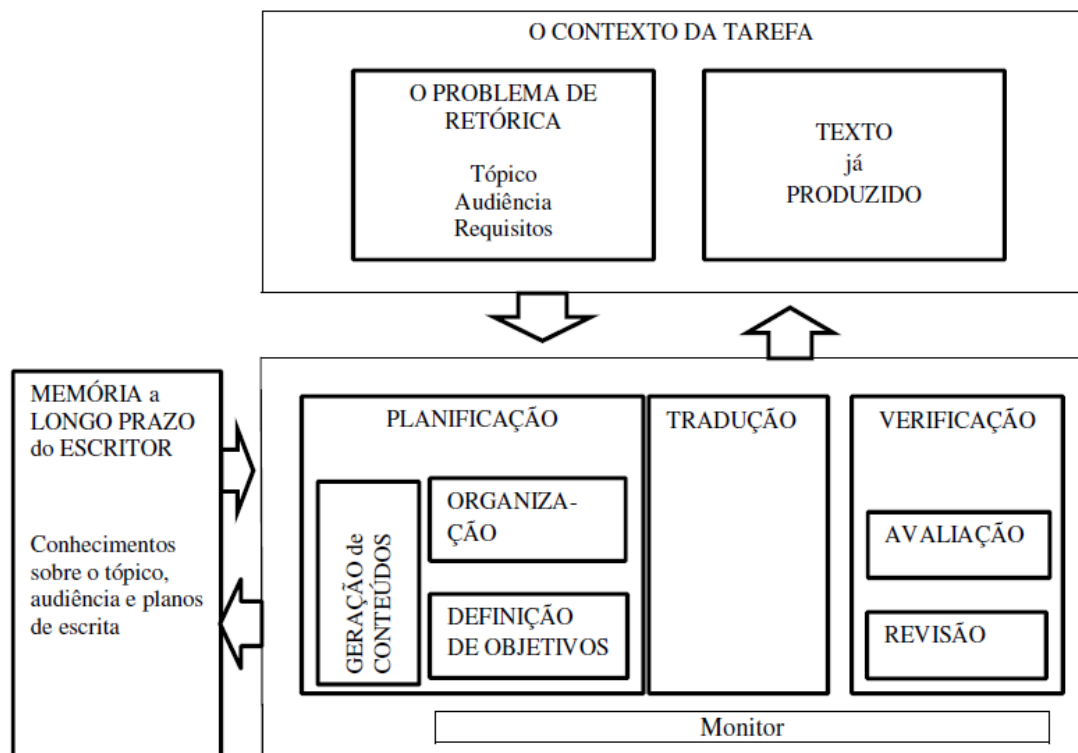 O CONTEXTO DA TAREFA
O PROBLEMA DE
RETÓRICA
Tópico
Audiência
Requisitos
TEXTO
já
PRODUZIDO
MEMÓRIA a
LONGO PRAZO
do ESCRITOR
Conhecimentos
sobre o tópico,
audiência e planos
de escrita
PLANIFICAÇÃO
GERAÇÃO de
CONTEÚDOS
ORGANIZA-
ÇÃO
DEFINIÇÃO
DE OBJETIVOS
TRADUÇÃO
VERIFICAÇÃO
AVALIAÇÃO
REVISÃO
Monitor